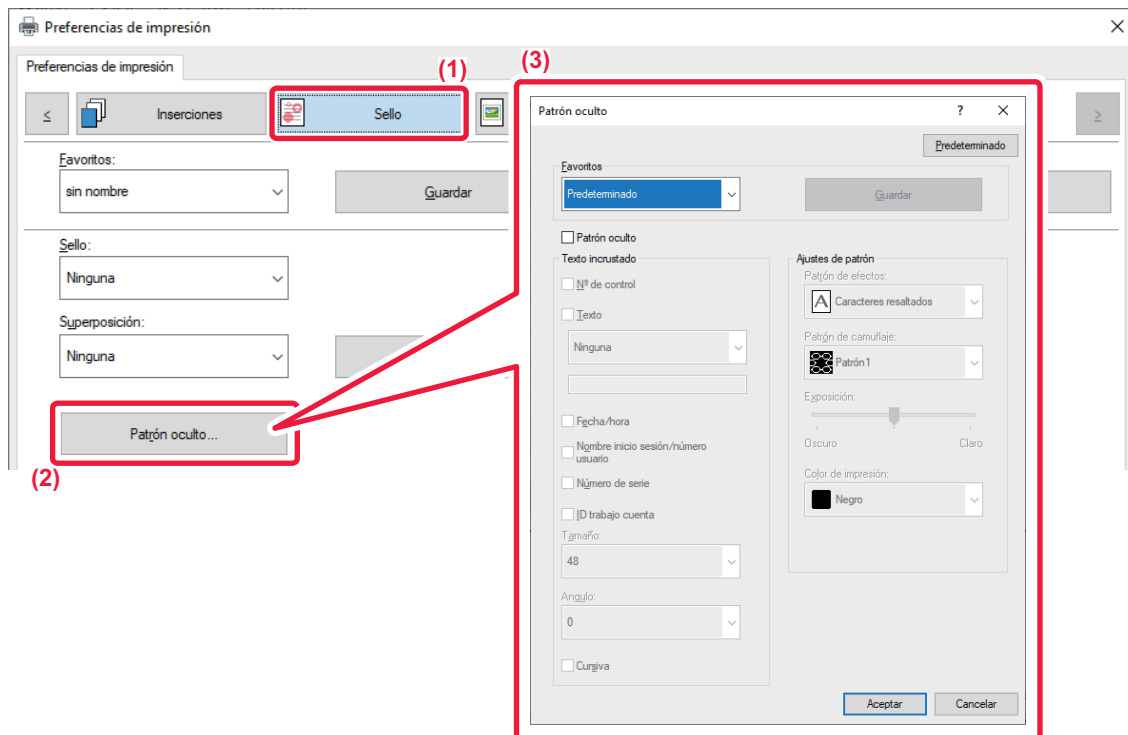 Preferencias de impresión
Preferencias de impresión
(1)
(3)
≤
Inserciones
Sello
≥
Favoritos:
sin nombre
Guardar
Sello:
Ninguna
Superposición:
Ninguna
Patrón oculto...
(2)
Patrón oculto
?
Predeterminado
Favoritos
Predeterminado
Guardar
Patrón oculto
Texto incrustado
Nº de control
Texto
Ninguna
Fecha/hora
Nombre inicio sesión/número
usuario
Número de serie
ID trabajo cuenta
Tamaño:
48
Angulo:
0
Cursiva
Ajustes de patrón
Patrón de efectos:
A Caracteres resaltados
Patrón de camuflaje:
Patrón1
Exposición:
Oscuro Claro
Color de impresión:
Negro
Aceptar Cancelar